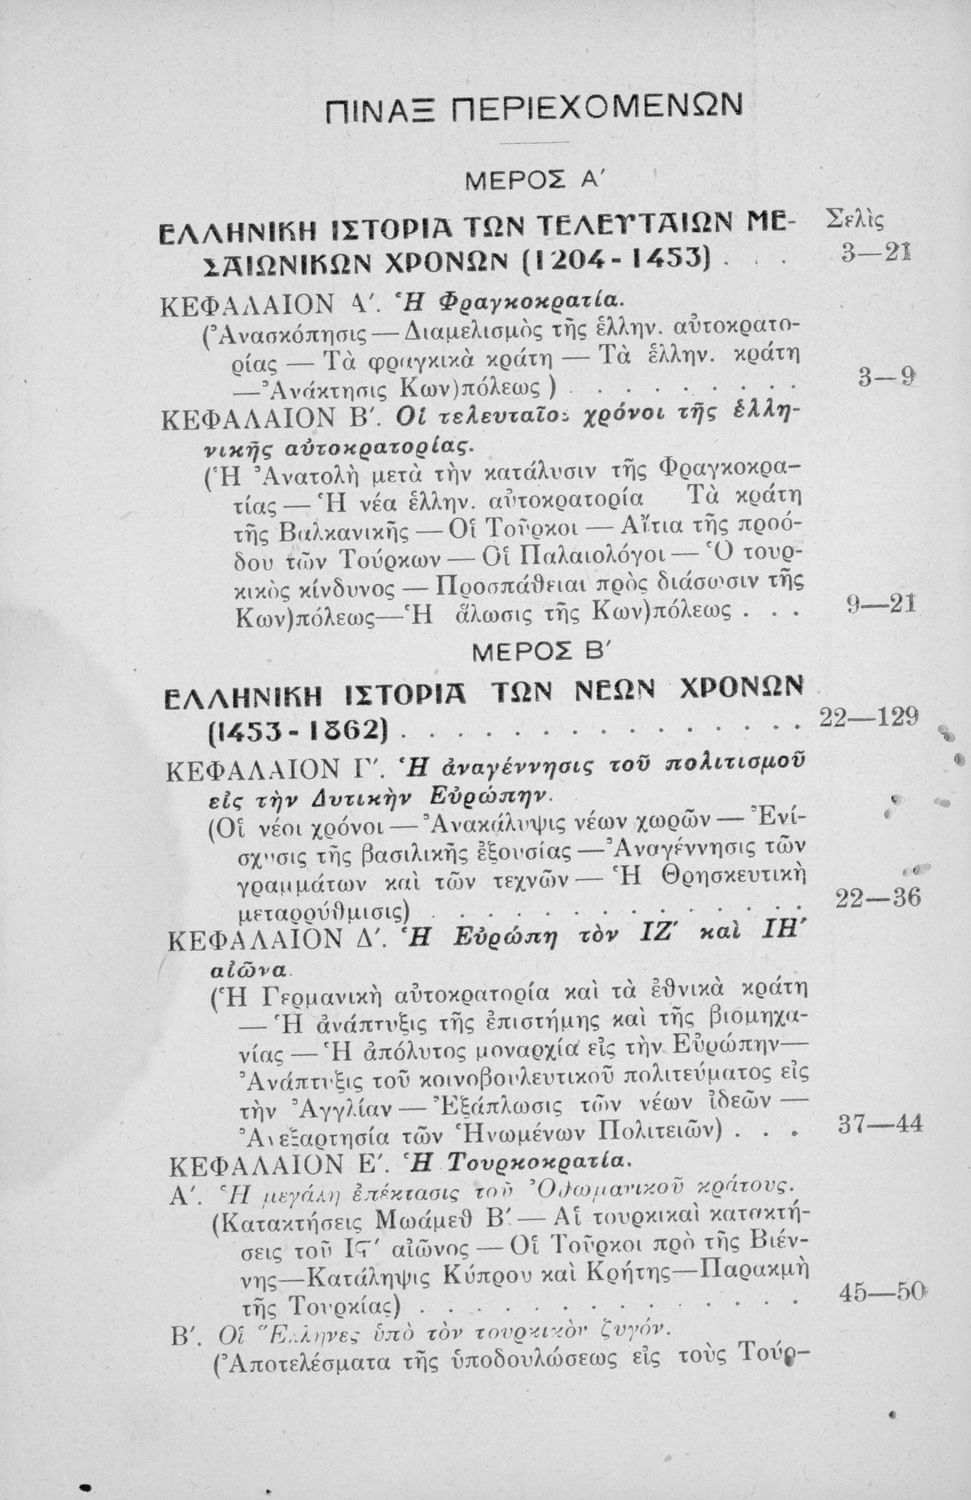 ΠΙΝΑΞ ΠΕΡΙΕΧΟΜΕΝΩΝ
ΜΕΡΟΣ Α′
ΕΛΛΗΝΙΚΗ ΙΣΤΟΡΙΑ ΤΩΝ ΤΕΛΕΥΤΑΙΩΝ ΜΕ- Σελὶς
ΣΑΙΩΝΙΚΩΝ ΧΡΟΝΩΝ (1204-1453) . . . 3—21
ΚΕΦΑΛΑΙΟΝ Α′. Ἡ Φραγκοκρατία.
(Ἀνασκόπησις — Διαμελισμὸς τῆς ἑλλην. αὐτοκρατο-
ρίας — Τὰ φραγκικὰ κράτη — Τὰ ἑλλην. κράτη
—Ἀνάκτησις Κων)πόλεως) . . . . . . . . 3—9
ΚΕΦΑΛΑΙΟΝ Β′. Οἱ τελευταῖοι χρόνοι τῆς ἑλλη-
νικῆς αὐτοκρατορίας.
(Ἡ Ἀνατολὴ μετὰ τὴν κατάλυσιν τῆς Φραγκοκρα-
τίας — Ἡ νέα ἑλλην. αὐτοκρατορία Τὰ κράτη
τῆς Βαλκανικῆς — Οἱ Τοῦρκοι — Αἴτια τῆς προό-
δου τῶν Τούρκων — Οἱ Παλαιολόγοι — Ὁ τουρ-
κικὸς κίνδυνος — Προσπάθειαι πρὸς διάσωσιν τῆς
Κων)πόλεως—Ἡ ἅλωσις τῆς Κων)πόλεως . . . 9—21
ΜΕΡΟΣ Β′
ΕΛΛΗΝΙΚΗ ΙΣΤΟΡΙΑ ΤΩΝ ΝΕΩΝ ΧΡΟΝΩΝ
(1453-1862) . . . . . . . . . . . . . . . 22—129
ΚΕΦΑΛΑΙΟΝ Γ′. Ἡ ἀναγέννησις τοῦ πολιτισμοῦ
εἰς τὴν Δυτικὴν Εὐρώπην.
(Οἱ νέοι χρόνοι — Ἀνακάλυψις νέων χωρῶν — Ἐνί-
σχυσις τῆς βασιλικῆς ἐξουσίας —Ἀναγέννησις τῶν
γραμμάτων καὶ τῶν τεχνῶν — Ἡ Θρησκευτικὴ
μεταρρύθμισις) . . . . . . . . . . . . . . 22—36
ΚΕΦΑΛΑΙΟΝ Δ′. Ἡ Εὐρώπη τὸν ΙΖ′ καὶ ΙΗ′
αἰῶνα.
(Ἡ Γερμανικὴ αὐτοκρατορία καὶ τὰ ἐθνικὰ κράτη
— Ἡ ἀνάπτυξις τῆς ἐπιστήμης καὶ τῆς βιομηχα-
νίας — Ἡ ἀπόλυτος μοναρχία εἰς τὴν Εὐρώπην—
Ἀνάπτυξις τοῦ κοινοβουλευτικοῦ πολιτεύματος εἰς
τὴν Ἀγγλίαν — Ἐξάπλωσις τῶν νέων ἰδεῶν —
Ἀνεξαρτησία τῶν Ἡνωμένων Πολιτειῶν) . . . 37—44
ΚΕΦΑΛΑΙΟΝ Ε′. Ἡ Τουρκοκρατία.
Α′. Ἡ μεγάλη ἐπέκτασις τοῦ Ὀθωμανικοῦ κράτους.
(Κατακτήσεις Μωάμεθ Β′.— Αἱ τουρκικαὶ κατακτή-
σεις τοῦ ΙϚ′ αἰῶνος — Οἱ Τοῦρκοι πρὸ τῆς Βιέν-
νης—Κατάληψις Κύπρου καὶ Κρήτης—Παρακμὴ
τῆς Τουρκίας) . . . . . . . . . . . . . . 45—50
Β′. Οἱ Ἕλληνες ὑπὸ τὸν τουρκικὸν ζυγόν.
(Ἀποτελέσματα τῆς ὑποδουλώσεως εἰς τοὺς Τούρ-